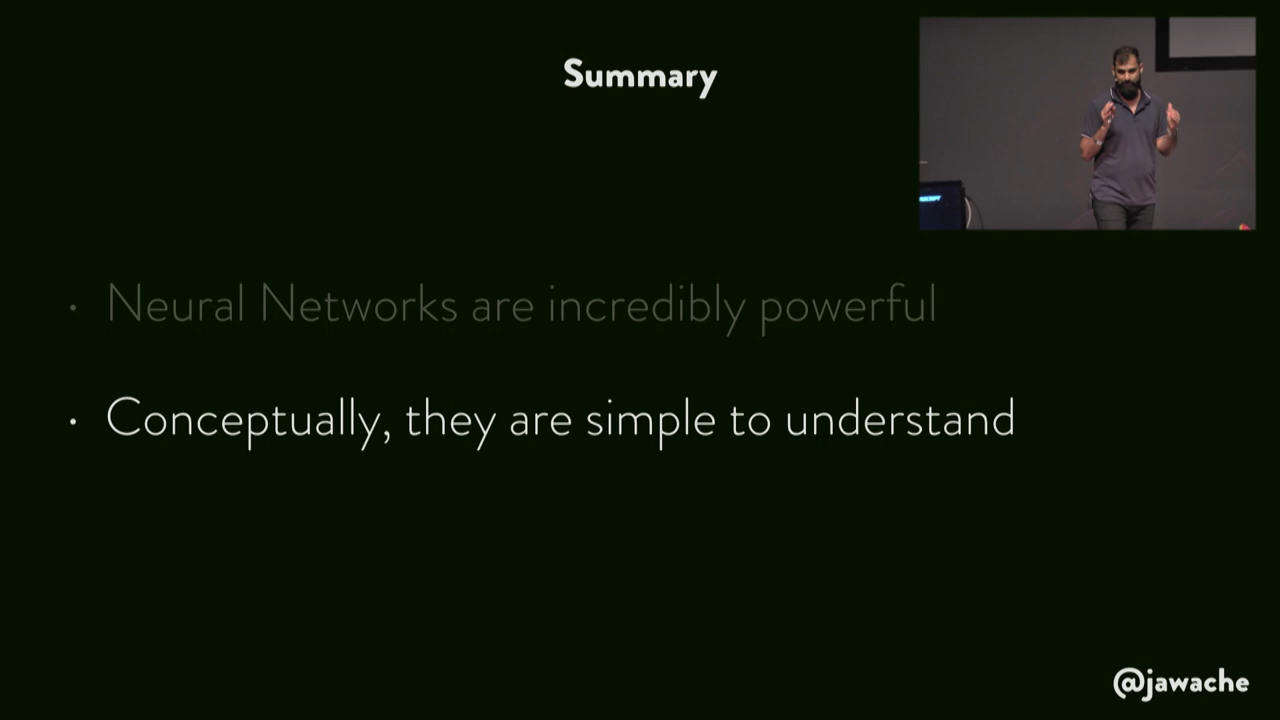 Summary
· Neural Networks are incredibly powerful
· Conceptually, they are simple to understand
@jawache